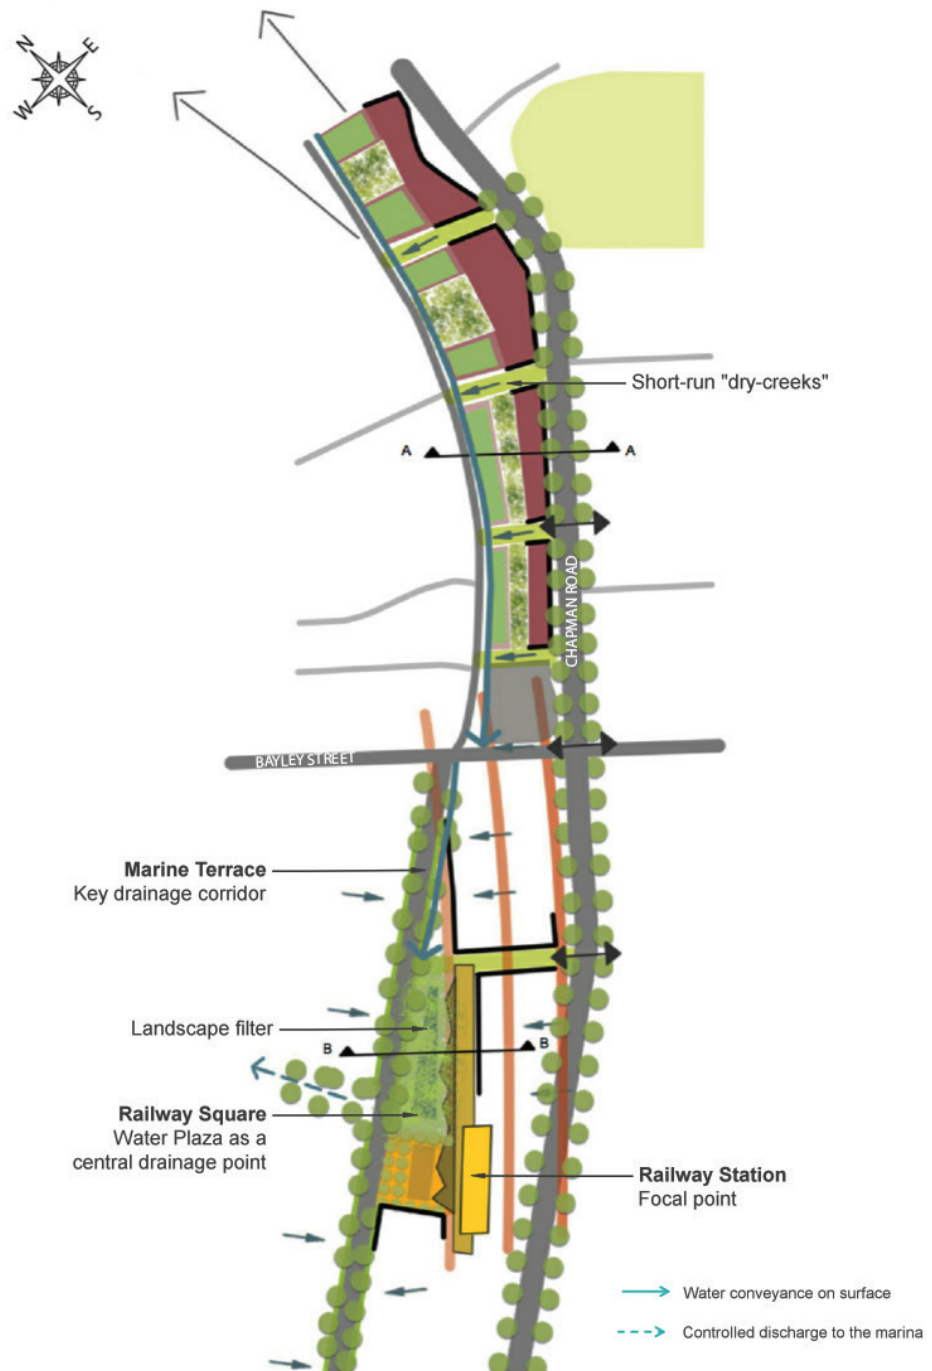 N
E
W
S
Short-run "dry-creeks"
A
A
CHAPMAN ROAD
BAYLEY STREET
Marine Terrace
Key drainage corridor
Landscape filter
B
B
Railway Square
Water Plaza as a
central drainage point
Railway Station
Focal point
Water conveyance on surface
Controlled discharge to the marina